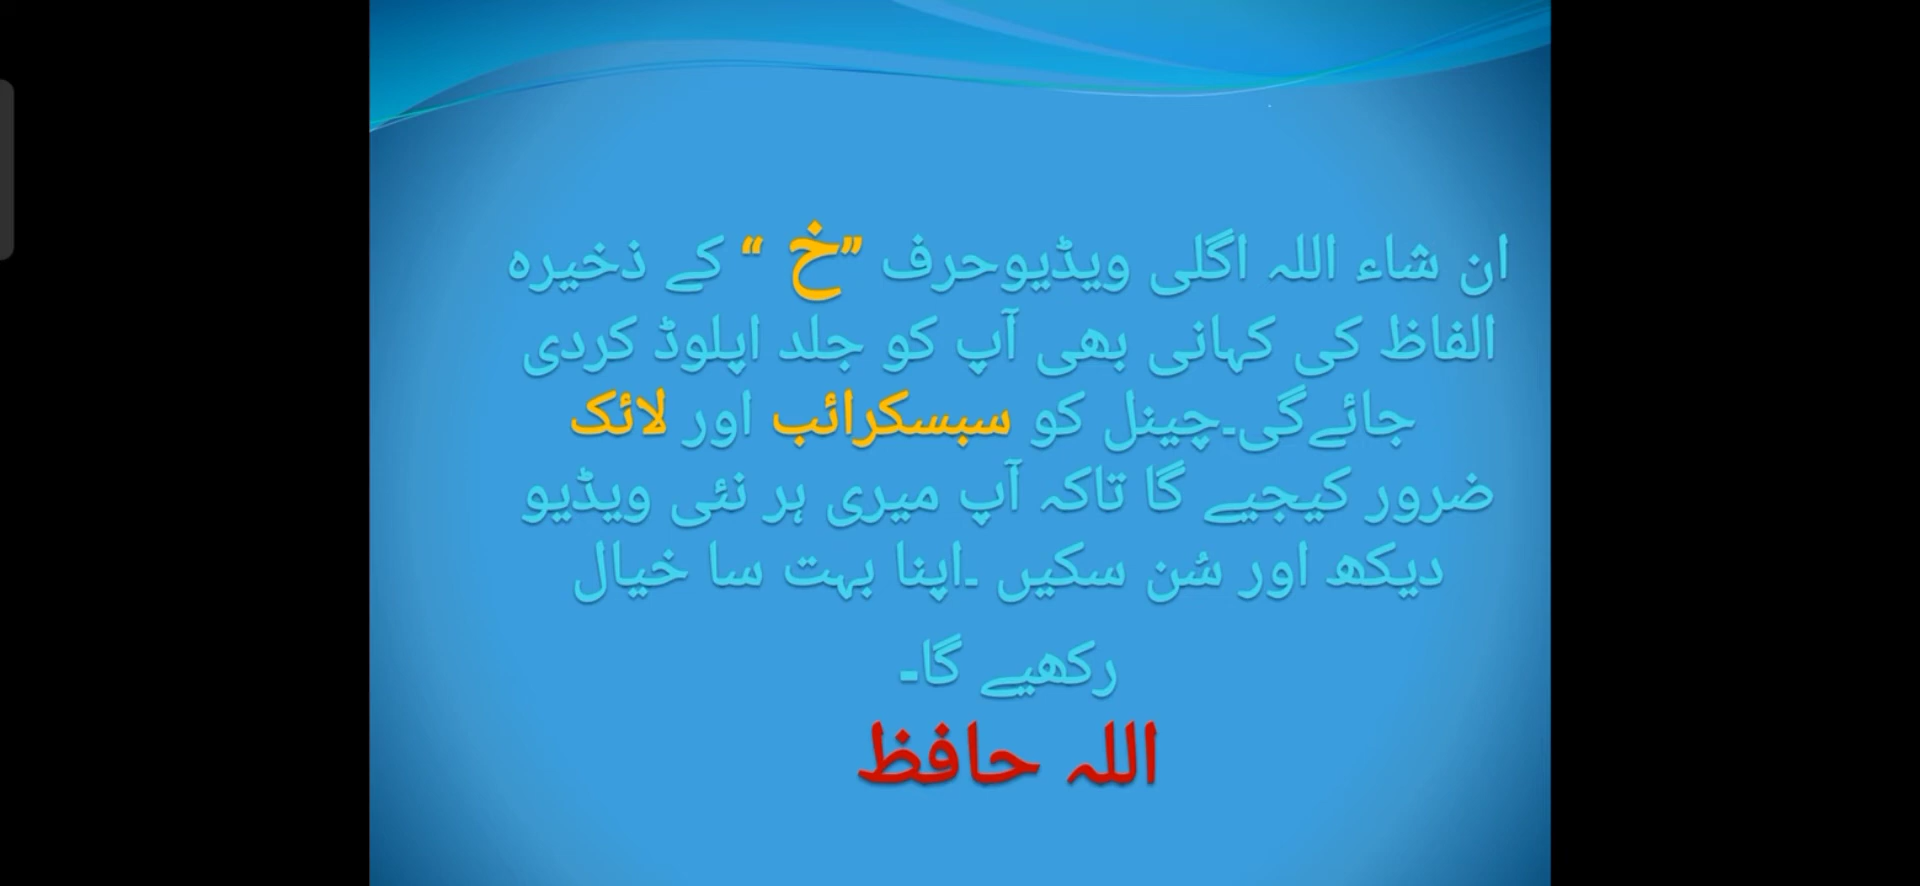 ان شاء اللہ اگلی ویڈیوحرف ”خ “ کے ذخیرہ
الفاظ کی کہانی بھی آپ کو جلد اپلوڈ کردی
جائےگی۔چینل کو سبسکرائب اور لائک
ضرور کیجیے گا تاکہ آپ میری ہر نئی ویڈیو
دیکھ اور سُن سکیں ۔اپنا بہت سا خیال
رکھیے گا۔
اللہ حافظ